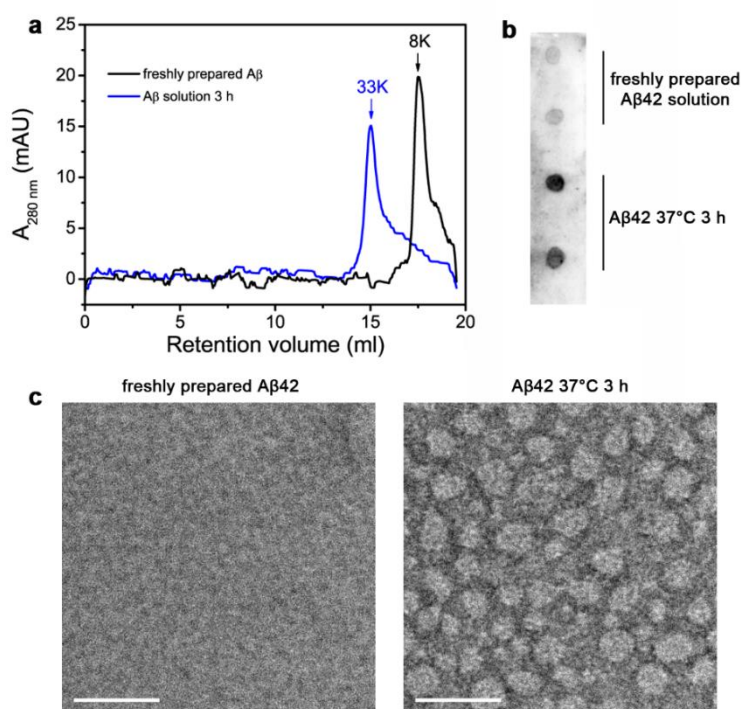 a
b
8K
freshly prepared Aβ
Aβ solution 3 h
33K
25
20
15
10
5
0
A280 nm (mAU)
0 5 10 15 20
Retention volume (ml)
freshly prepared
Aβ42 solution
Aβ42 37°C 3 h
c
freshly prepared Aβ42
Aβ42 37°C 3 h